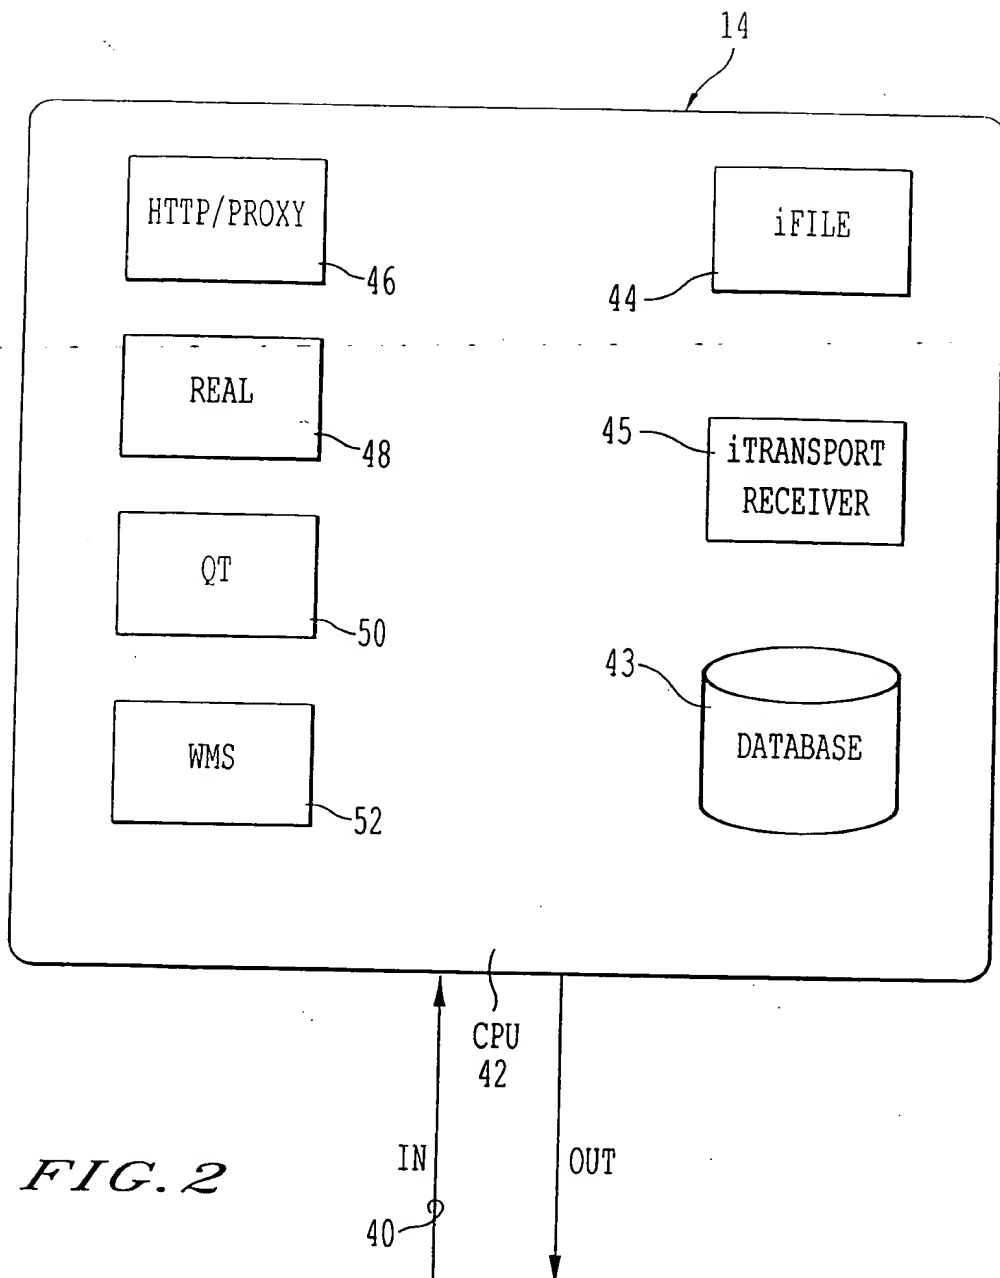 14
HTTP/PROXY
46
iFILE
44
REAL
48
45
iTRANSPORT
RECEIVER
QT
50
43
DATABASE
WMS
52
CPU
42
IN
OUT
40
FIG. 2